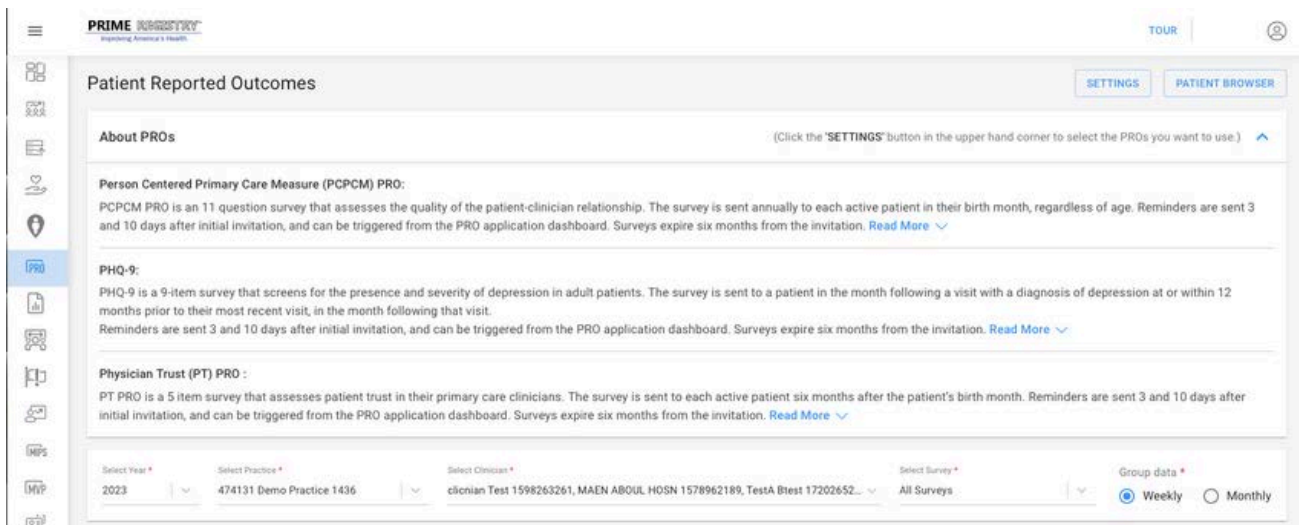 PRIME REGISTRY
Improving America's Health
TOUR
Patient Reported Outcomes
SETTINGS
PATIENT BROWSER
About PROs
(Click the 'SETTINGS' button in the upper hand corner to select the PROs you want to use.)
Person Centered Primary Care Measure (PCPCM) PRO:
PCPCM PRO is an 11 question survey that assesses the quality of the patient-clinician relationship. The survey is sent annually to each active patient in their birth month, regardless of age. Reminders are sent 3
and 10 days after initial invitation, and can be triggered from the PRO application dashboard. Surveys expire six months from the invitation. Read More
PRO
PHQ-9:
PHQ-9 is a 9-item survey that screens for the presence and severity of depression in adult patients. The survey is sent to a patient in the month following a visit with a diagnosis of depression at or within 12
months prior to their most recent visit, in the month following that visit.
Reminders are sent 3 and 10 days after initial invitation, and can be triggered from the PRO application dashboard. Surveys expire six months from the invitation. Read More
Physician Trust (PT) PRO :
PT PRO is a 5 item survey that assesses patient trust in their primary care clinicians. The survey is sent to each active patient six months after the patient's birth month. Reminders are sent 3 and 10 days after
initial invitation, and can be triggered from the PRO application dashboard. Surveys expire six months from the invitation. Read More
MIPS
MVP
Select Year *
Select Practice *
Select Clinician *
Select Survey *
Group data *
2023
474131 Demo Practice 1436
clicnian Test 1598263261, MAEN ABOUL HOSN 1578962189, TestA Btest 17202652...
All Surveys
Weekly
Monthly